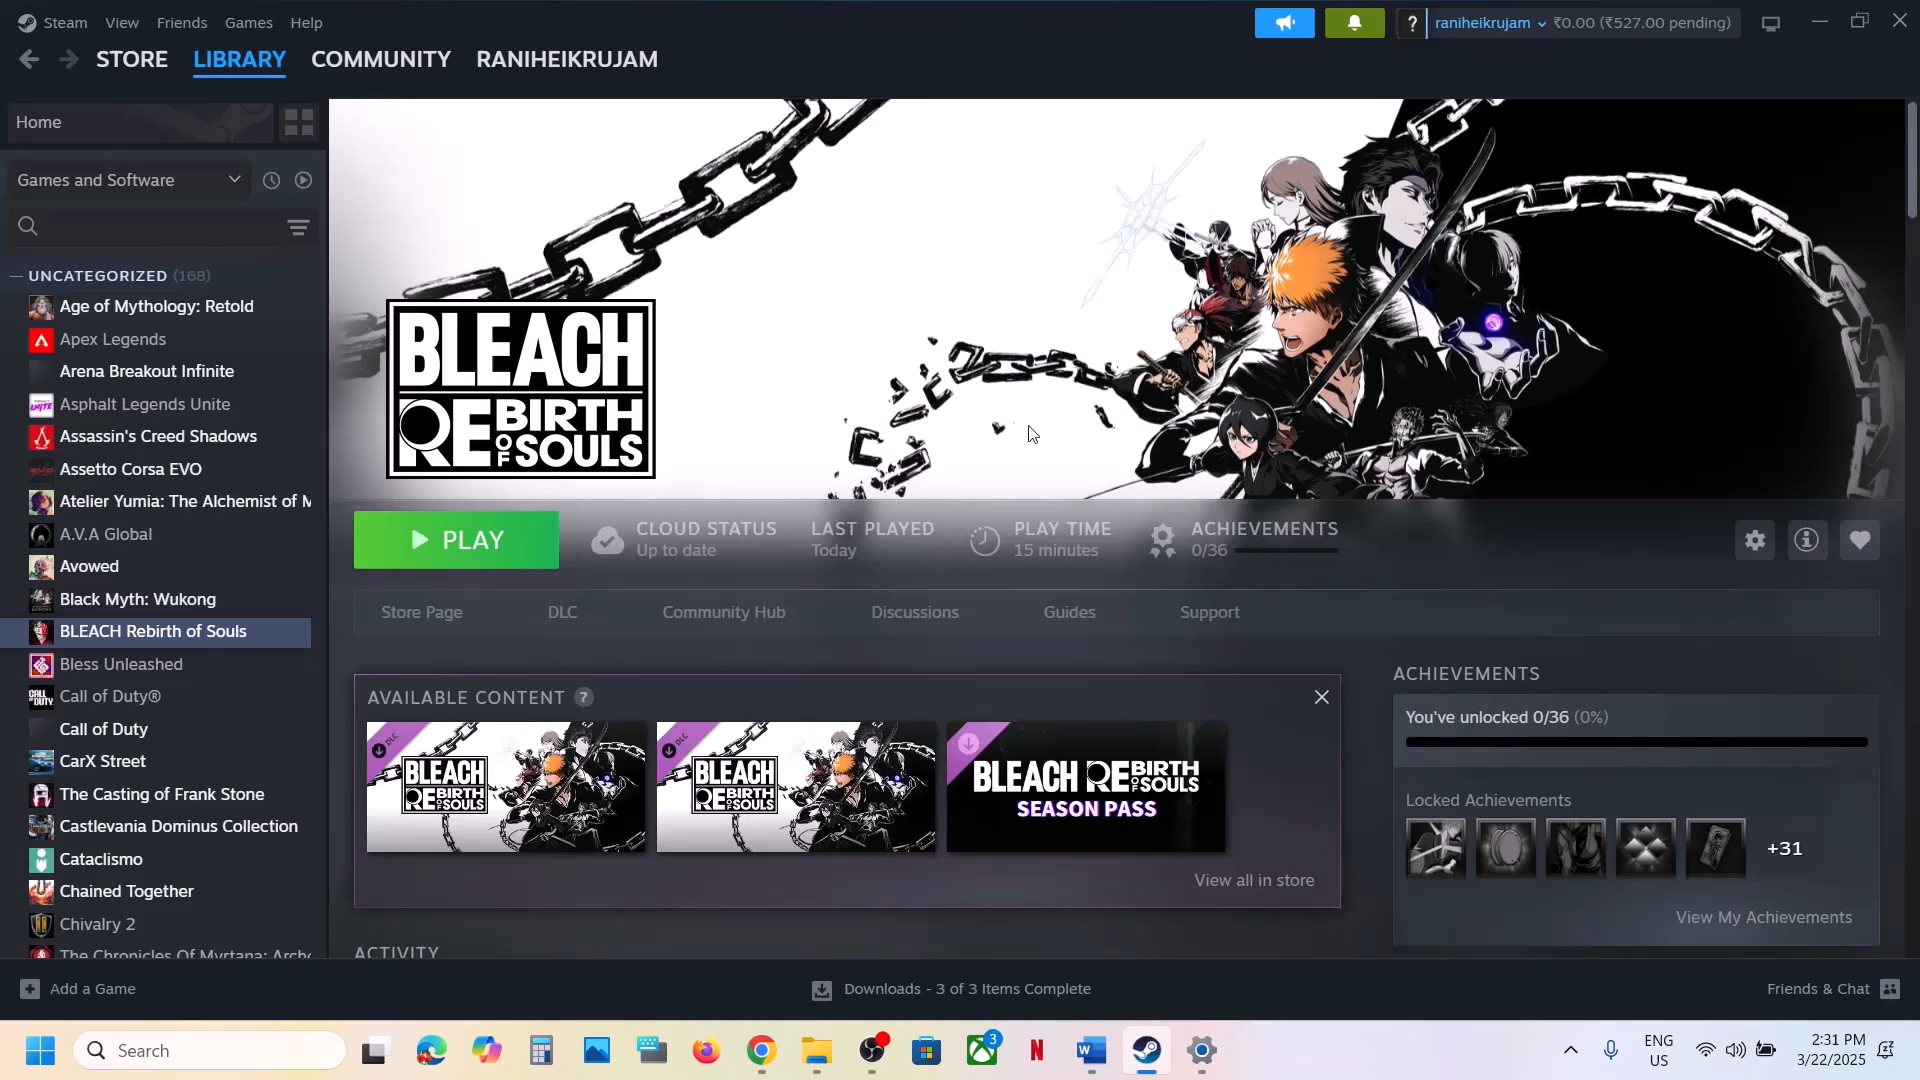 Steam View Friends Games Help
? raniheikrujam ₹0.00 (₹527.00 pending)
STORE LIBRARY COMMUNITY RANIHEIKRUJAM
Home
Games and Software
UNCATEGORIZED (168)
Age of Mythology: Retold
Apex Legends
Arena Breakout Infinite
Asphalt Legends Unite
Assassin's Creed Shadows
Assetto Corsa EVO
Atelier Yumia: The Alchemist of M
A.V.A Global
Avowed
Black Myth: Wukong
BLEACH Rebirth of Souls
Bless Unleashed
Call of Duty®
Call of Duty
CarX Street
The Casting of Frank Stone
Castlevania Dominus Collection
Cataclismo
Chained Together
Chivalry 2
The Chronicles Of Myrtana: Archo
BLEACH
REBIRTH
OF SOULS
PLAY
CLOUD STATUS
Up to date
LAST PLAYED
Today
PLAY TIME
15 minutes
ACHIEVEMENTS
0/36
Store Page DLC Community Hub Discussions Guides Support
AVAILABLE CONTENT ?
DLC
BLEACH
REBIRTH
OF SOULS
DLC
BLEACH
REBIRTH
OF SOULS
BLEACH REBIRTH
OF SOULS
SEASON PASS
View all in store
ACTIVITY
ACHIEVEMENTS
You've unlocked 0/36 (0%)
Locked Achievements
+31
View My Achievements
Add a Game
Downloads - 3 of 3 Items Complete
Friends & Chat
Search
3
ENG
US
2:31 PM
3/22/2025